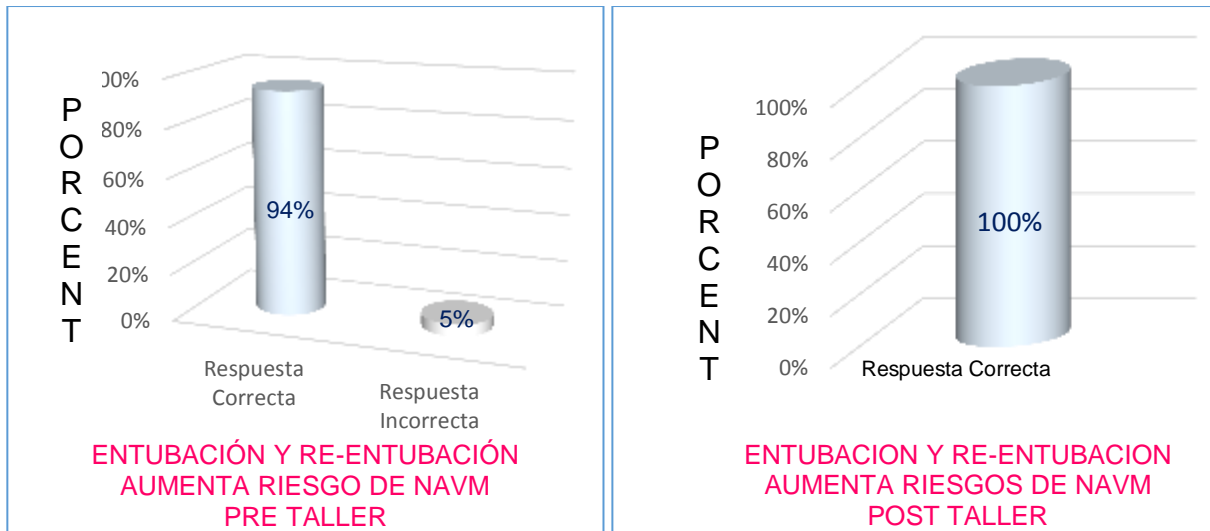 PORCENT
00%
80%
60%
40%
20%
0%
94%
5%
Respuesta
Correcta
Respuesta
Incorrecta
ENTUBACIÓN Y RE-ENTUBACIÓN
AUMENTA RIESGO DE NAVM
PRE TALLER
PORCENT
100%
80%
60%
40%
20%
0%
100%
Respuesta Correcta
ENTUBACION Y RE-ENTUBACION
AUMENTA RIESGOS DE NAVM
POST TALLER